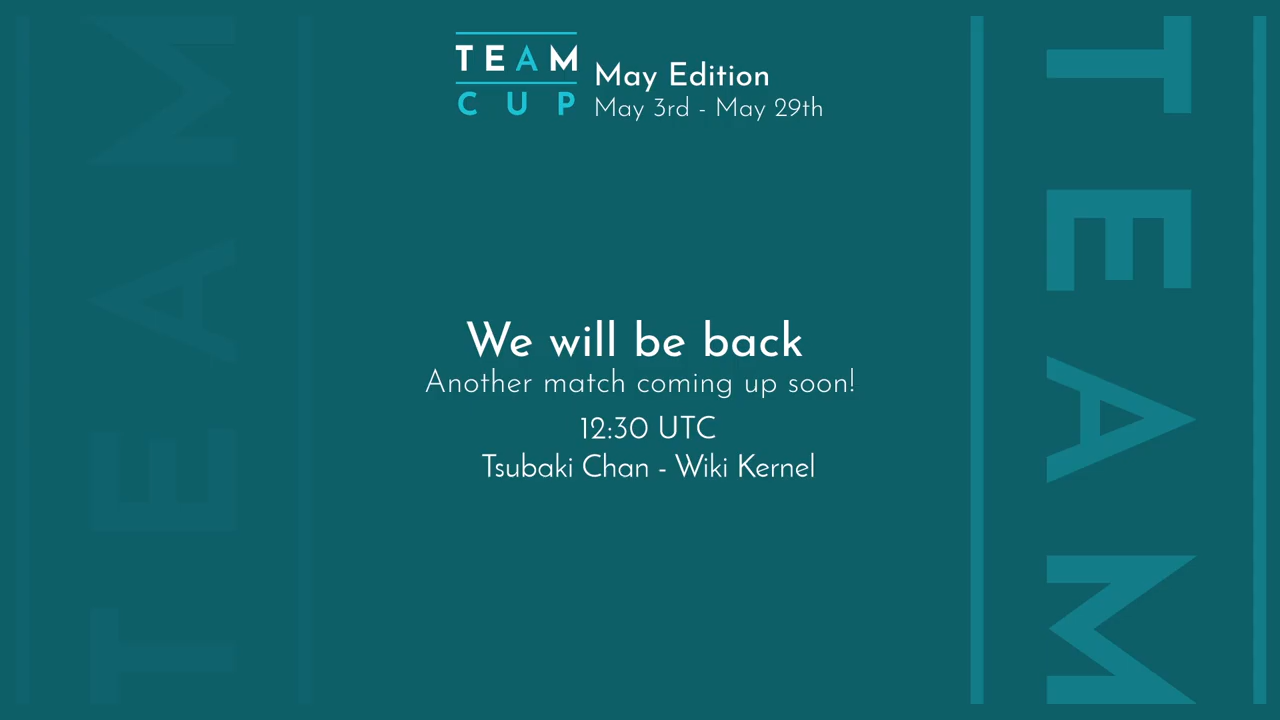 TEAM
CUP
May Edition
May 3rd - May 29th
We will be back
Another match coming up soon!
12:30 UTC
Tsubaki Chan - Wiki Kernel
TEAM
TEAM